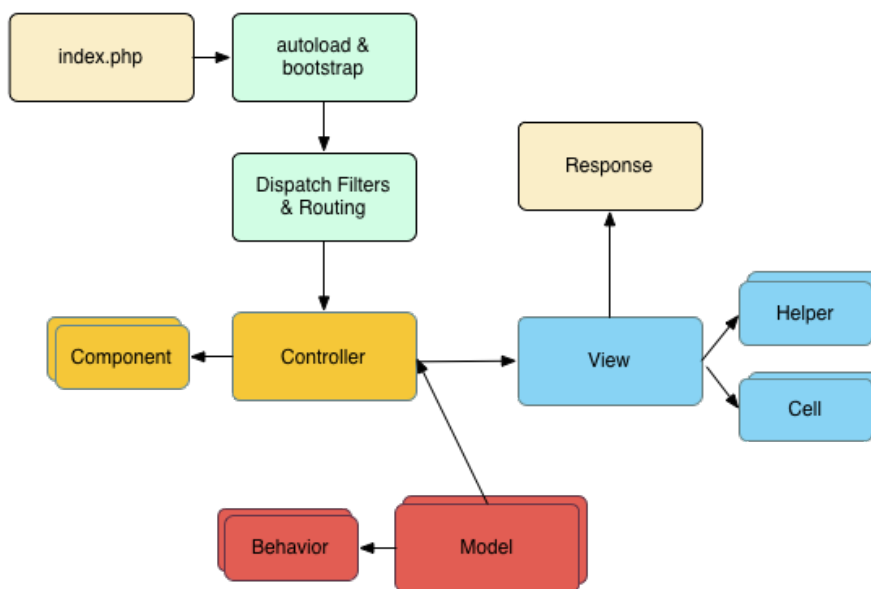 index.php
autoload &
bootstrap
Dispatch Filters
& Routing
Response
Component
Controller
View
Helper
Cell
Behavior
Model